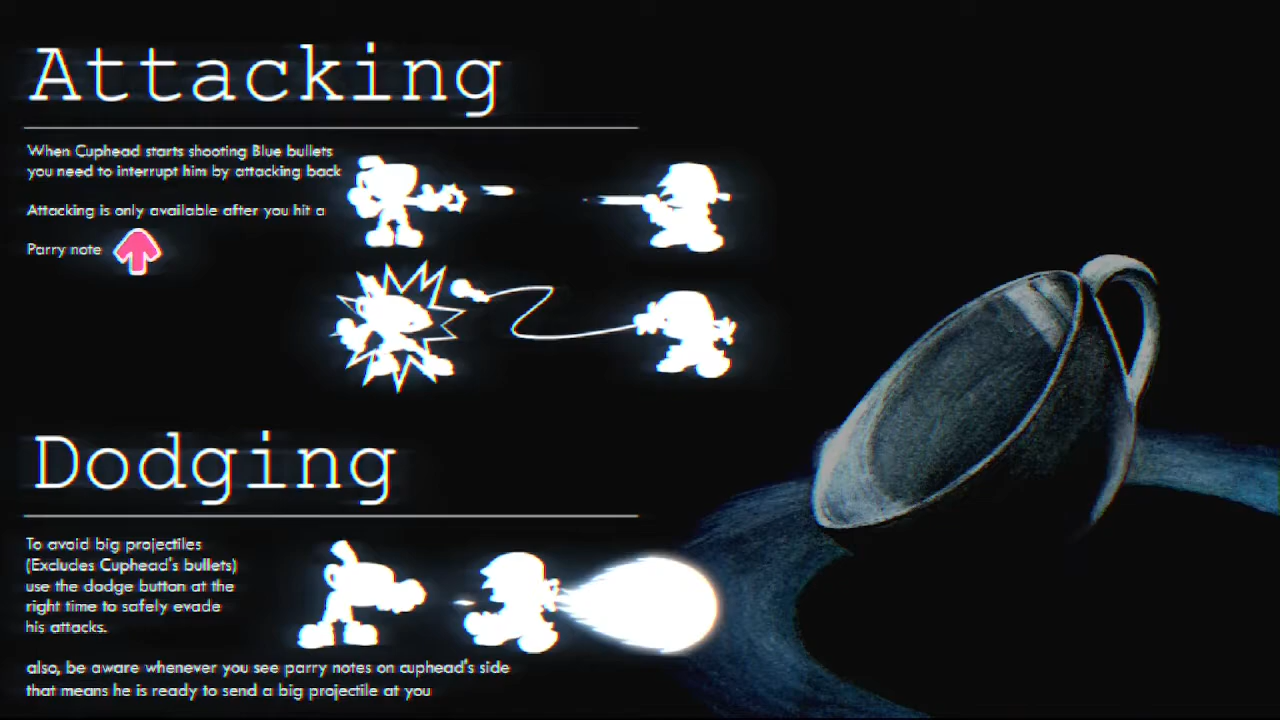 Attacking
When Cuphead starts shooting Blue bullets
you need to interrupt him by attacking back
Attacking is only available after you hit a
Parry note
Dodging
To avoid big projectiles
(Excludes Cuphead's bullets)
use the dodge button at the
right time to safely evade
his attacks.
also, be aware whenever you see parry notes on cuphead's side
that means he is ready to send a big projectile at you